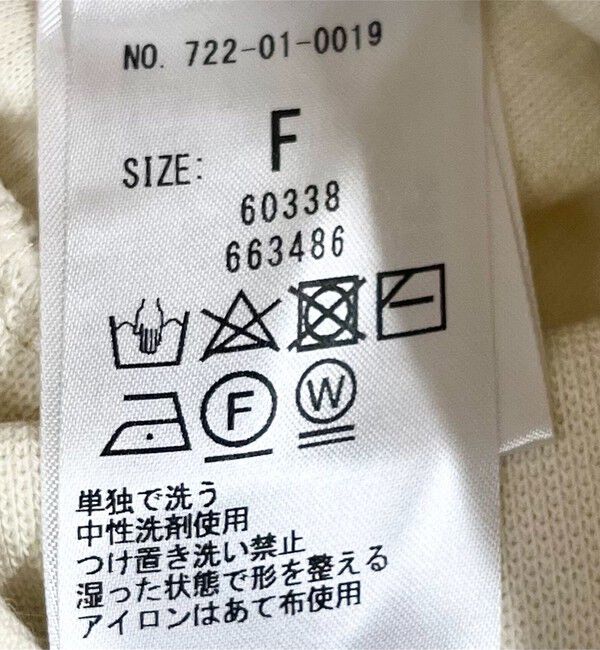 NO. 722-01-0019
SIZE: F
60338
663486
F W
単独で洗う
中性洗剤使用
つけ置き洗い禁止
湿った状態で形を整える
アイロンはあて布使用